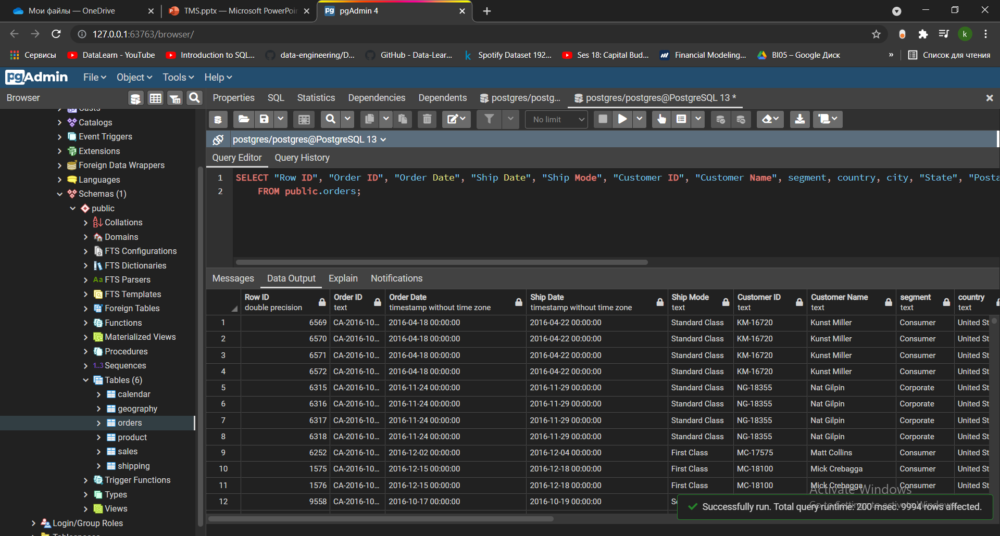 Мои файлы — OneDrive
TMS.pptx — Microsoft PowerPoi
pgAdmin 4
127.0.0.1:63763/browser/
k
Сервисы
DataLearn - YouTube
Introduction to SQL...
data-engineering/D...
GitHub - Data-Lear...
Spotify Dataset 192...
Ses 18: Capital Bud...
Financial Modeling...
BI05 – Google Диск
»
Список для чтения
pgAdmin
File
Object
Tools
Help
Browser
Properties
SQL
Statistics
Dependencies
Dependents
postgres/postg...
postgres/postgres@PostgreSQL 13 *
No limit
postgres/postgres@PostgreSQL 13
Query Editor
Query History
1 SELECT "Row ID", "Order ID", "Order Date", "Ship Date", "Ship Mode", "Customer ID", "Customer Name", segment, country, city, "State", "Posta
2 FROM public.orders;
Casts
Catalogs
Event Triggers
Extensions
Foreign Data Wrappers
Languages
Schemas (1)
public
Collations
Domains
FTS Configurations
FTS Dictionaries
Aa FTS Parsers
FTS Templates
Foreign Tables
Functions
Materialized Views
Procedures
1..3 Sequences
Tables (6)
calendar
geography
orders
product
sales
shipping
Trigger Functions
Types
Views
Login/Group Roles
Tablespaces
Messages
Data Output
Explain
Notifications
Row ID Order ID Order Date Ship Date Ship Mode Customer ID Customer Name segment country
double precision text timestamp without time zone timestamp without time zone text text text text text
1 6569 CA-2016-10... 2016-04-18 00:00:00 2016-04-22 00:00:00 Standard Class KM-16720 Kunst Miller Consumer United St
2 6570 CA-2016-10... 2016-04-18 00:00:00 2016-04-22 00:00:00 Standard Class KM-16720 Kunst Miller Consumer United St
3 6571 CA-2016-10... 2016-04-18 00:00:00 2016-04-22 00:00:00 Standard Class KM-16720 Kunst Miller Consumer United St
4 6572 CA-2016-10... 2016-04-18 00:00:00 2016-04-22 00:00:00 Standard Class KM-16720 Kunst Miller Consumer United St
5 6315 CA-2016-10... 2016-11-24 00:00:00 2016-11-29 00:00:00 Standard Class NG-18355 Nat Gilpin Corporate United St
6 6316 CA-2016-10... 2016-11-24 00:00:00 2016-11-29 00:00:00 Standard Class NG-18355 Nat Gilpin Corporate United St
7 6317 CA-2016-10... 2016-11-24 00:00:00 2016-11-29 00:00:00 Standard Class NG-18355 Nat Gilpin Corporate United St
8 6318 CA-2016-10... 2016-11-24 00:00:00 2016-11-29 00:00:00 Standard Class NG-18355 Nat Gilpin Corporate United St
9 6252 CA-2016-10... 2016-12-02 00:00:00 2016-12-04 00:00:00 First Class MC-17575 Matt Collins Consumer United St
10 1575 CA-2016-10... 2016-12-15 00:00:00 2016-12-18 00:00:00 First Class MC-18100 Mick Crebagga Consumer United St
11 1576 CA-2016-10... 2016-12-15 00:00:00 2016-12-18 00:00:00 First Class MC-18100 Mick Crebagga Consumer United St
12 9558 CA-2016-10... 2016-10-17 00:00:00 2016-10-19 00:00:00
Activate Windows
Go to Settings to activate Windows.
Successfully run. Total query runtime: 200 msec. 9994 rows affected.